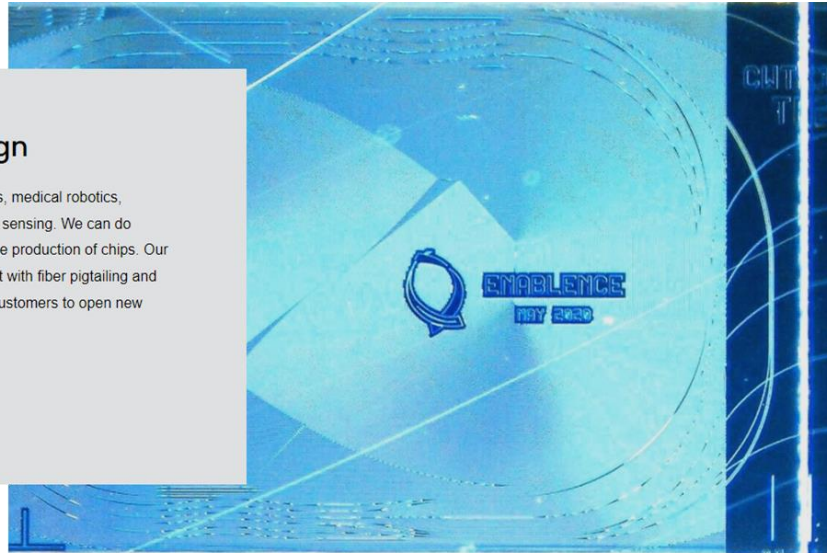 gn
s, medical robotics,
sensing. We can do
e production of chips. Our
t with fiber pigtailing and
ustomers to open new
ENABLENCE
MAY 2020
CWT